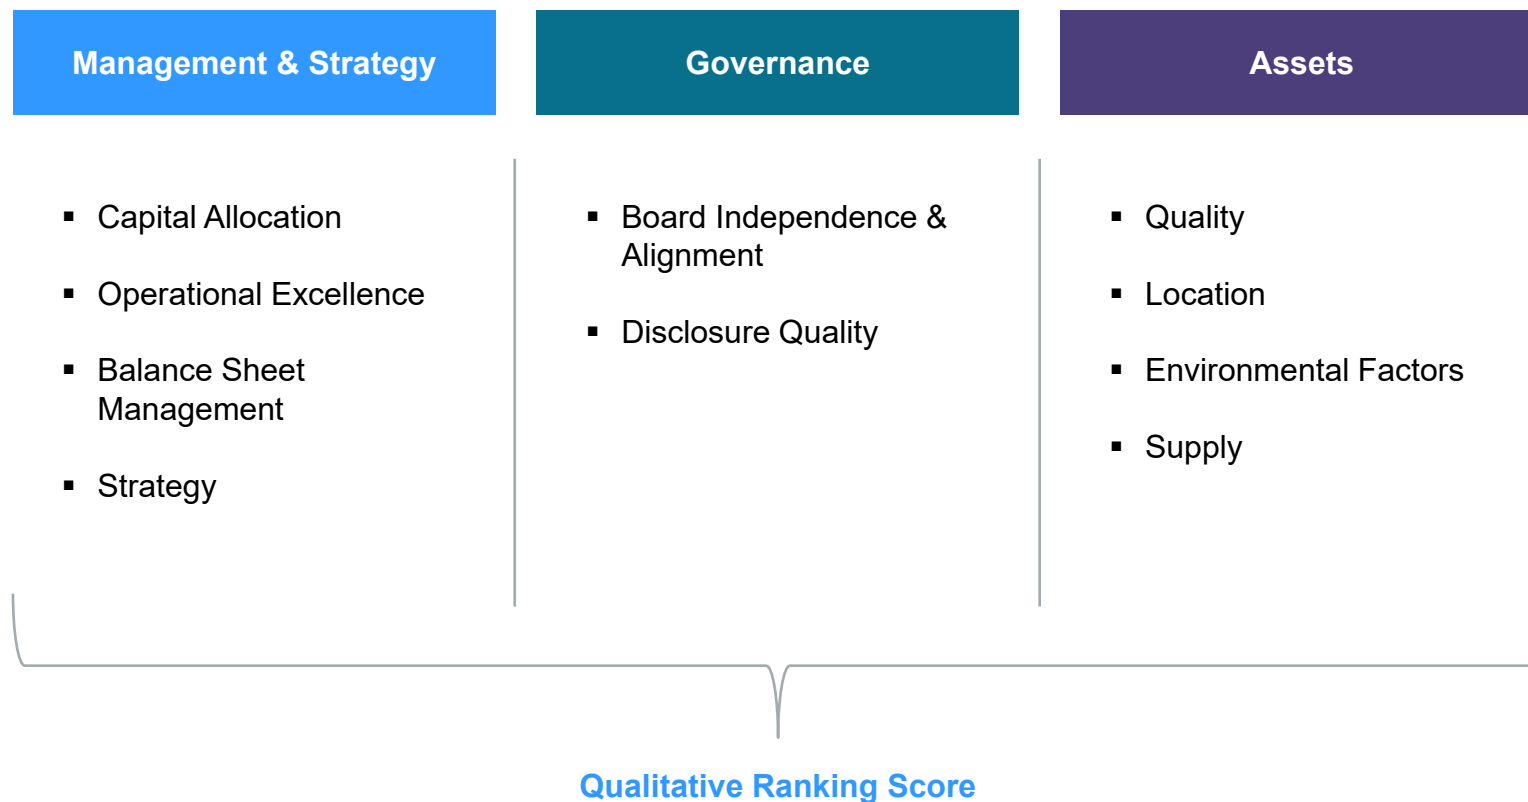 Management & Strategy
▪ Capital Allocation
▪ Operational Excellence
▪ Balance Sheet
Management
▪ Strategy
Governance
▪ Board Independence &
Alignment
▪ Disclosure Quality
Assets
▪ Quality
▪ Location
▪ Environmental Factors
▪ Supply
Qualitative Ranking Score